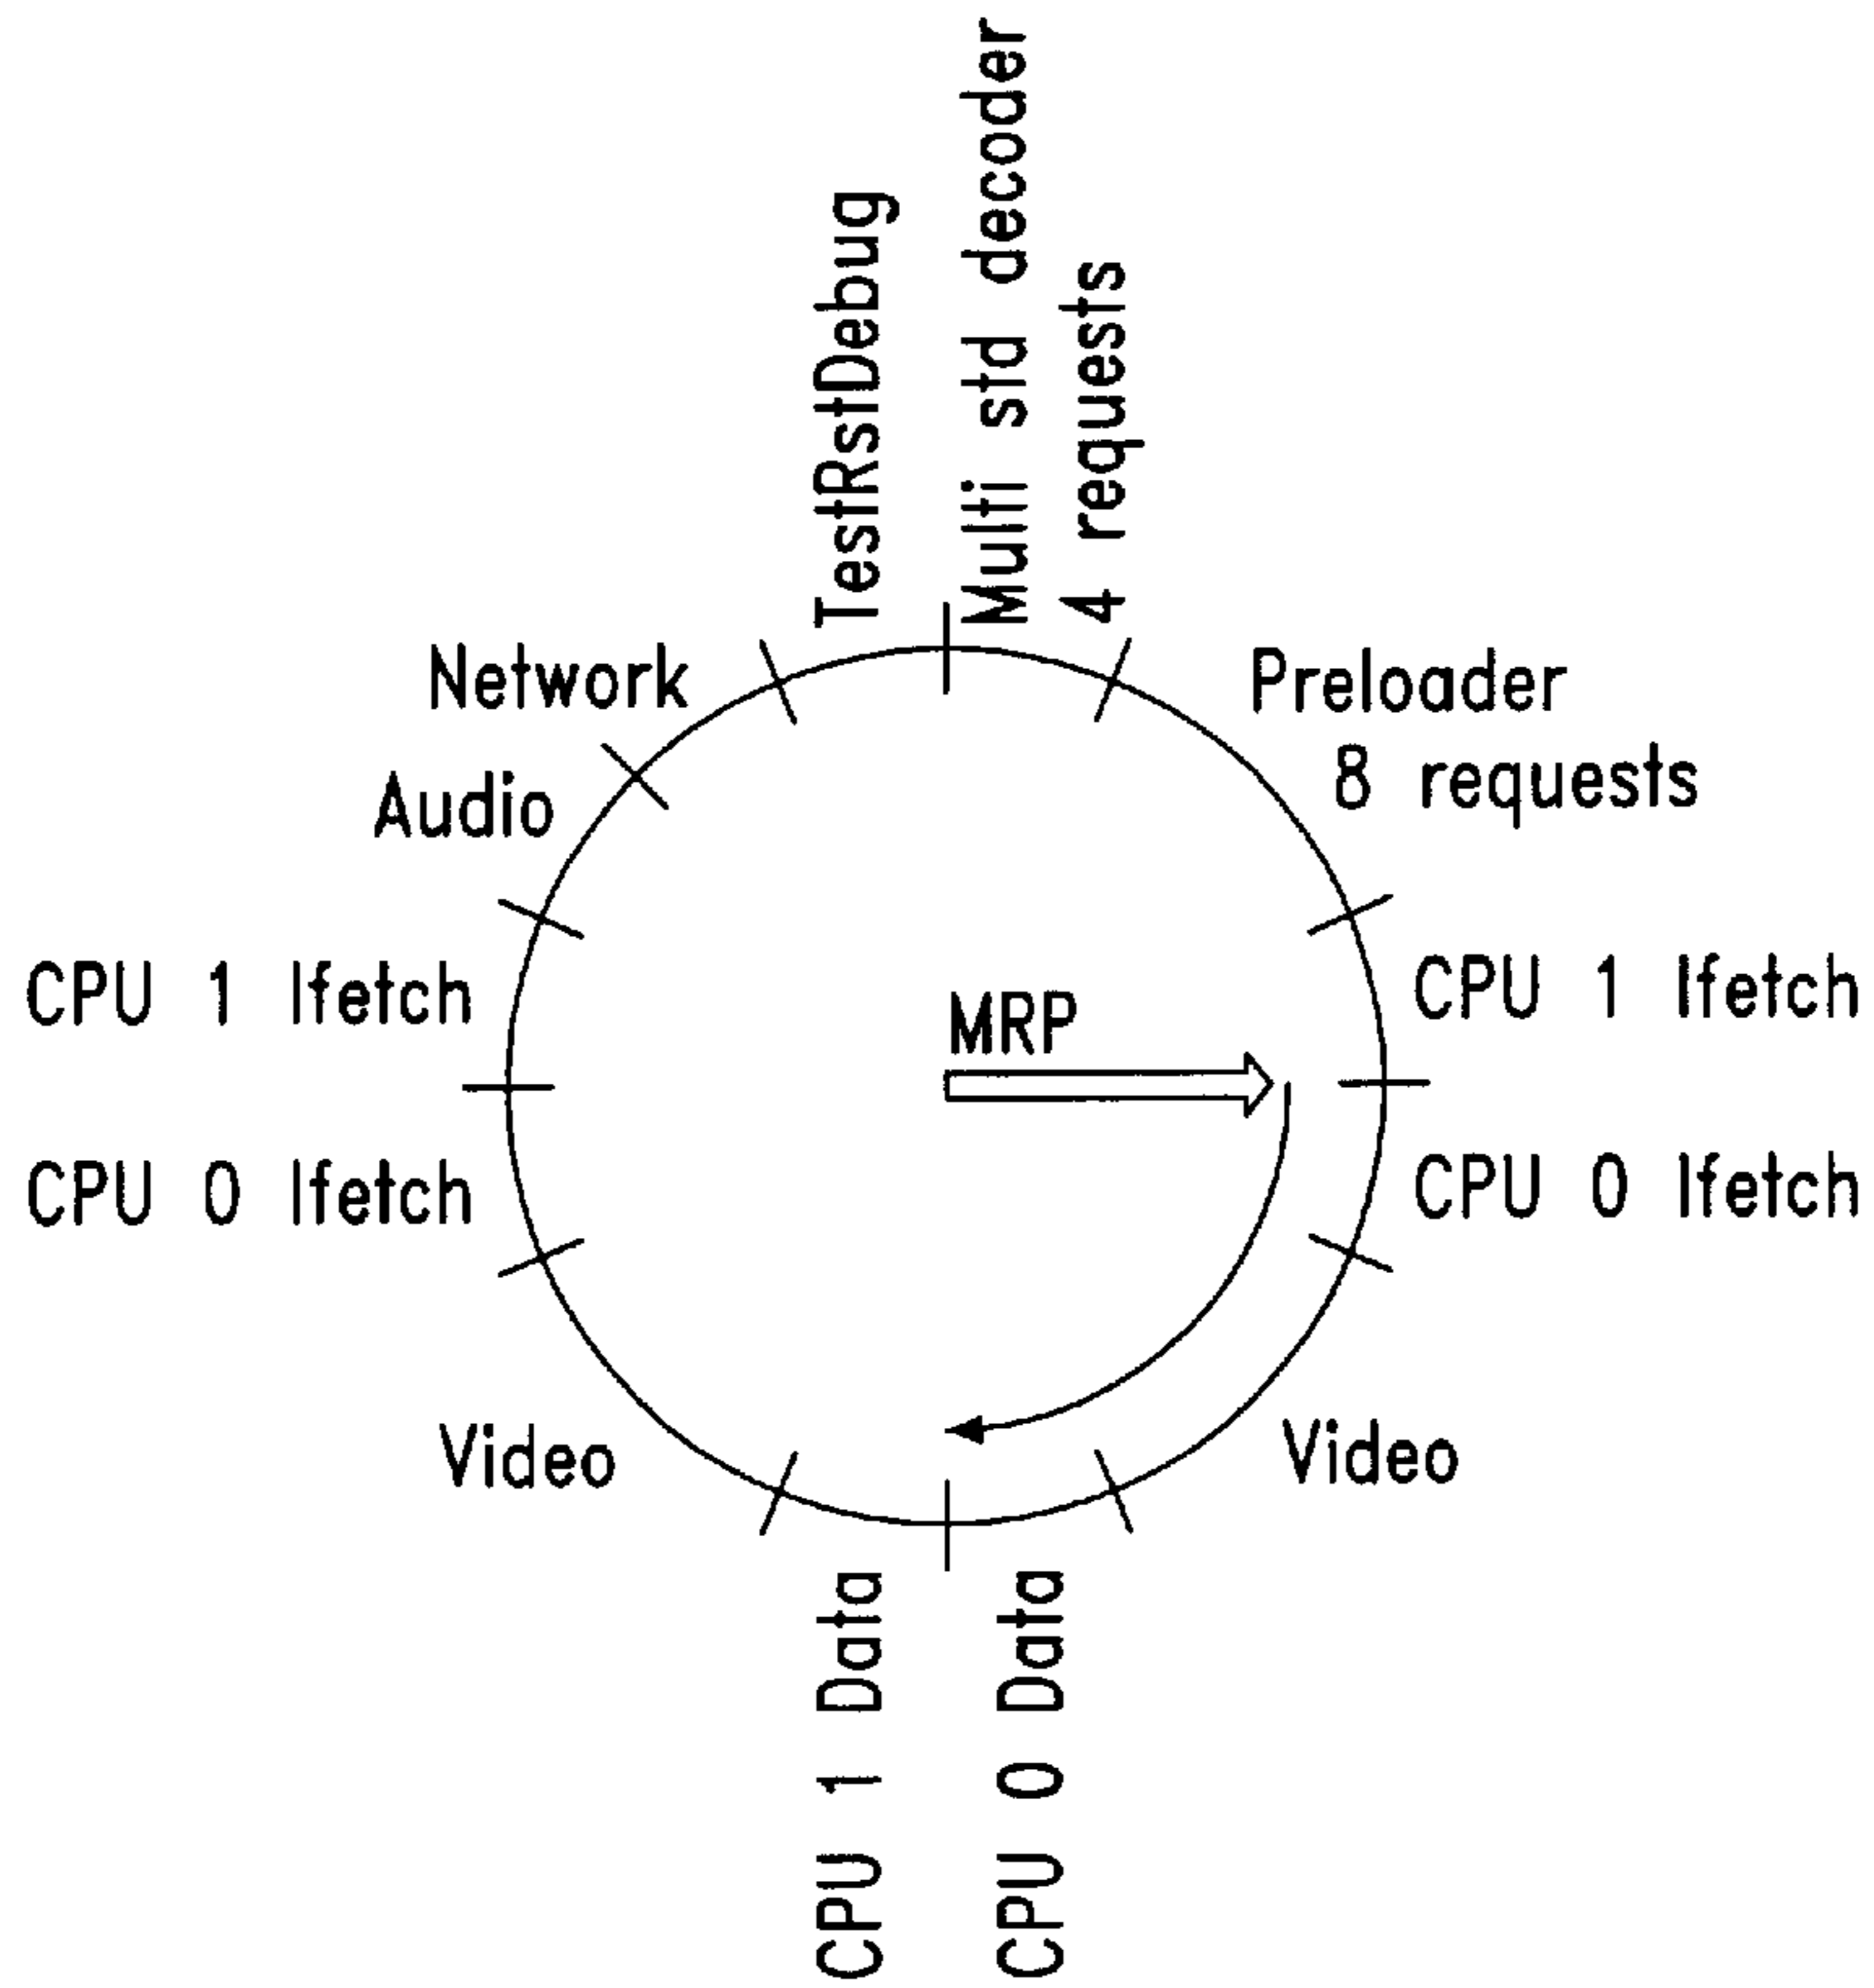 TestRstDebug
Multi std decoder
4 requests
Network
Preloader
8 requests
Audio
CPU 1 Ifetch
CPU 1 Ifetch
MRP
CPU 0 Ifetch
CPU 0 Ifetch
Video
Video
CPU 1 Data
CPU 0 Data